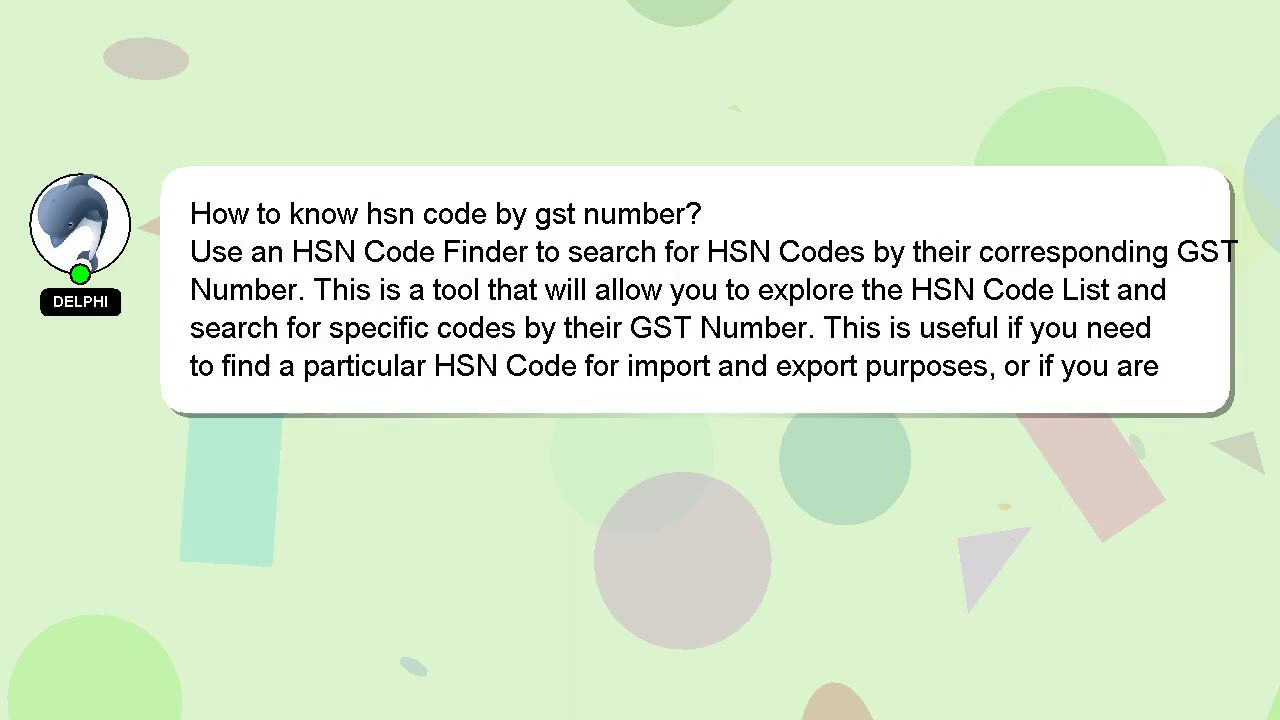 How to know hsn code by gst number?
Use an HSN Code Finder to search for HSN Codes by their corresponding GST
Number. This is a tool that will allow you to explore the HSN Code List and
search for specific codes by their GST Number. This is useful if you need
to find a particular HSN Code for import and export purposes, or if you are
DELPHI